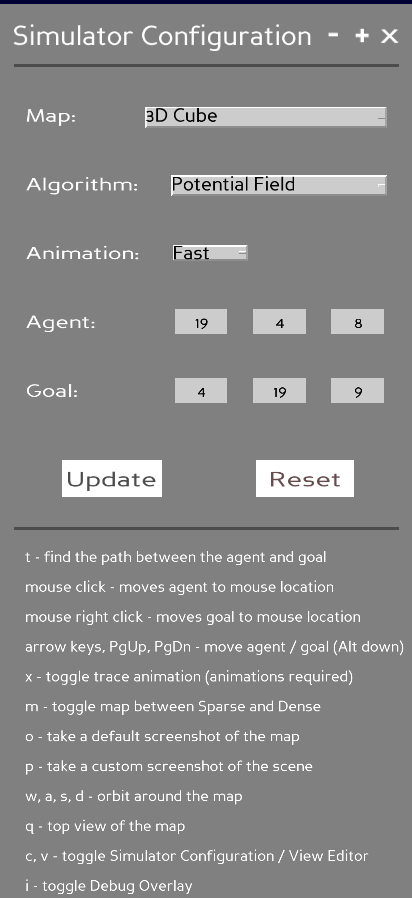 Simulator Configuration - + x
Map: 3D Cube
Algorithm: Potential Field
Animation: Fast
Agent: 19 4 8
Goal: 4 19 9
Update Reset
t - find the path between the agent and goal
mouse click - moves agent to mouse location
mouse right click - moves goal to mouse location
arrow keys, PgUp, PgDn - move agent / goal (Alt down)
x - toggle trace animation (animations required)
m - toggle map between Sparse and Dense
o - take a default screenshot of the map
p - take a custom screenshot of the scene
w, a, s, d - orbit around the map
q - top view of the map
c, v - toggle Simulator Configuration / View Editor
i - toggle Debug Overlay